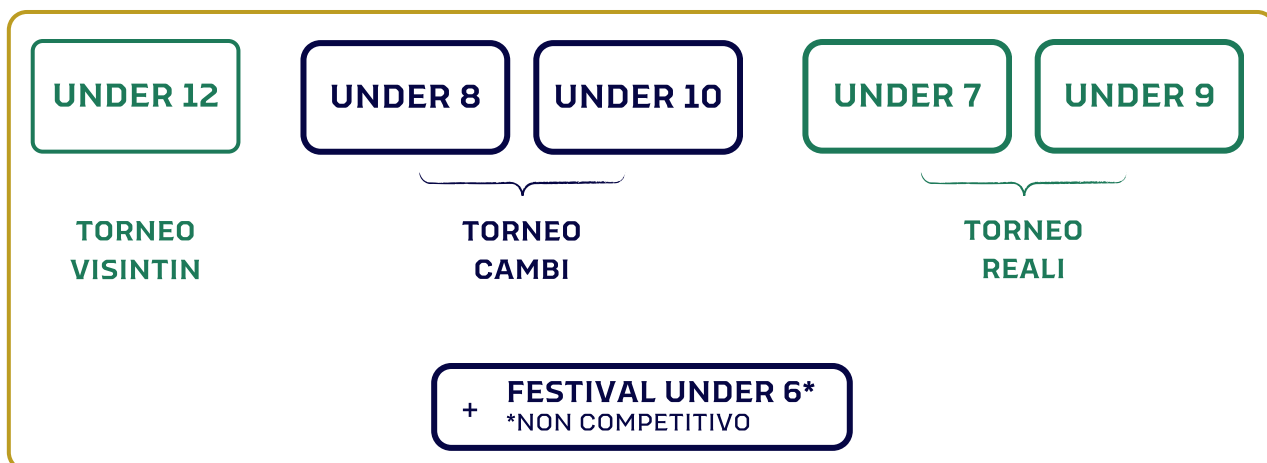 UNDER 12
UNDER 8
UNDER 10
UNDER 7
UNDER 9
TORNEO
VISINTIN
TORNEO
CAMBI
TORNEO
REALI
+ FESTIVAL UNDER 6*
*NON COMPETITIVO